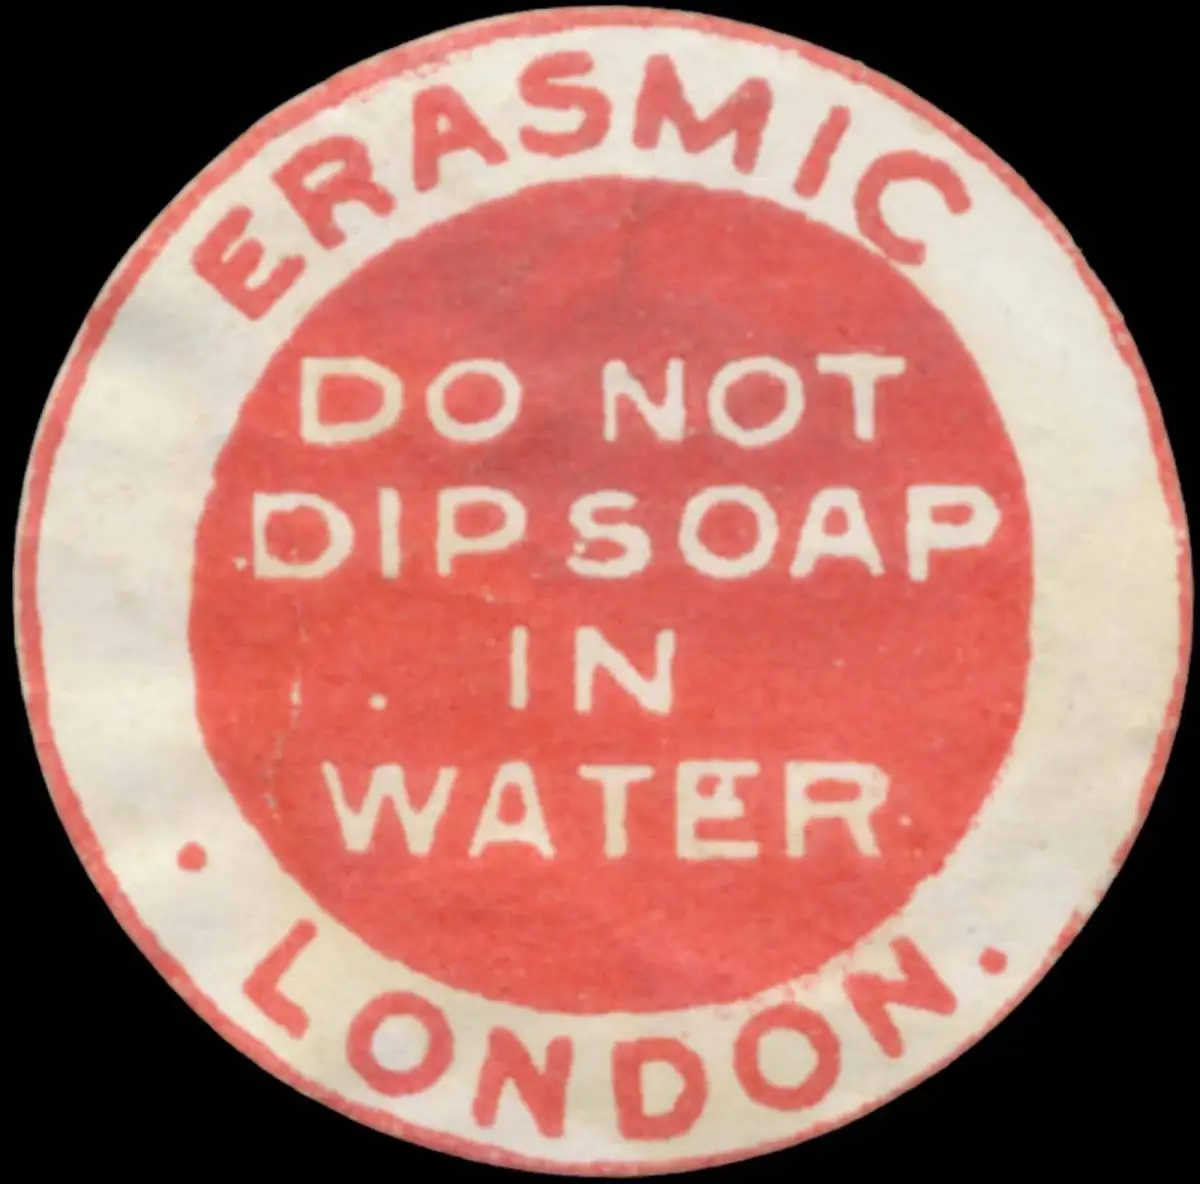 ERASMIC
DO NOT
DIP SOAP
IN
WATER
LONDON